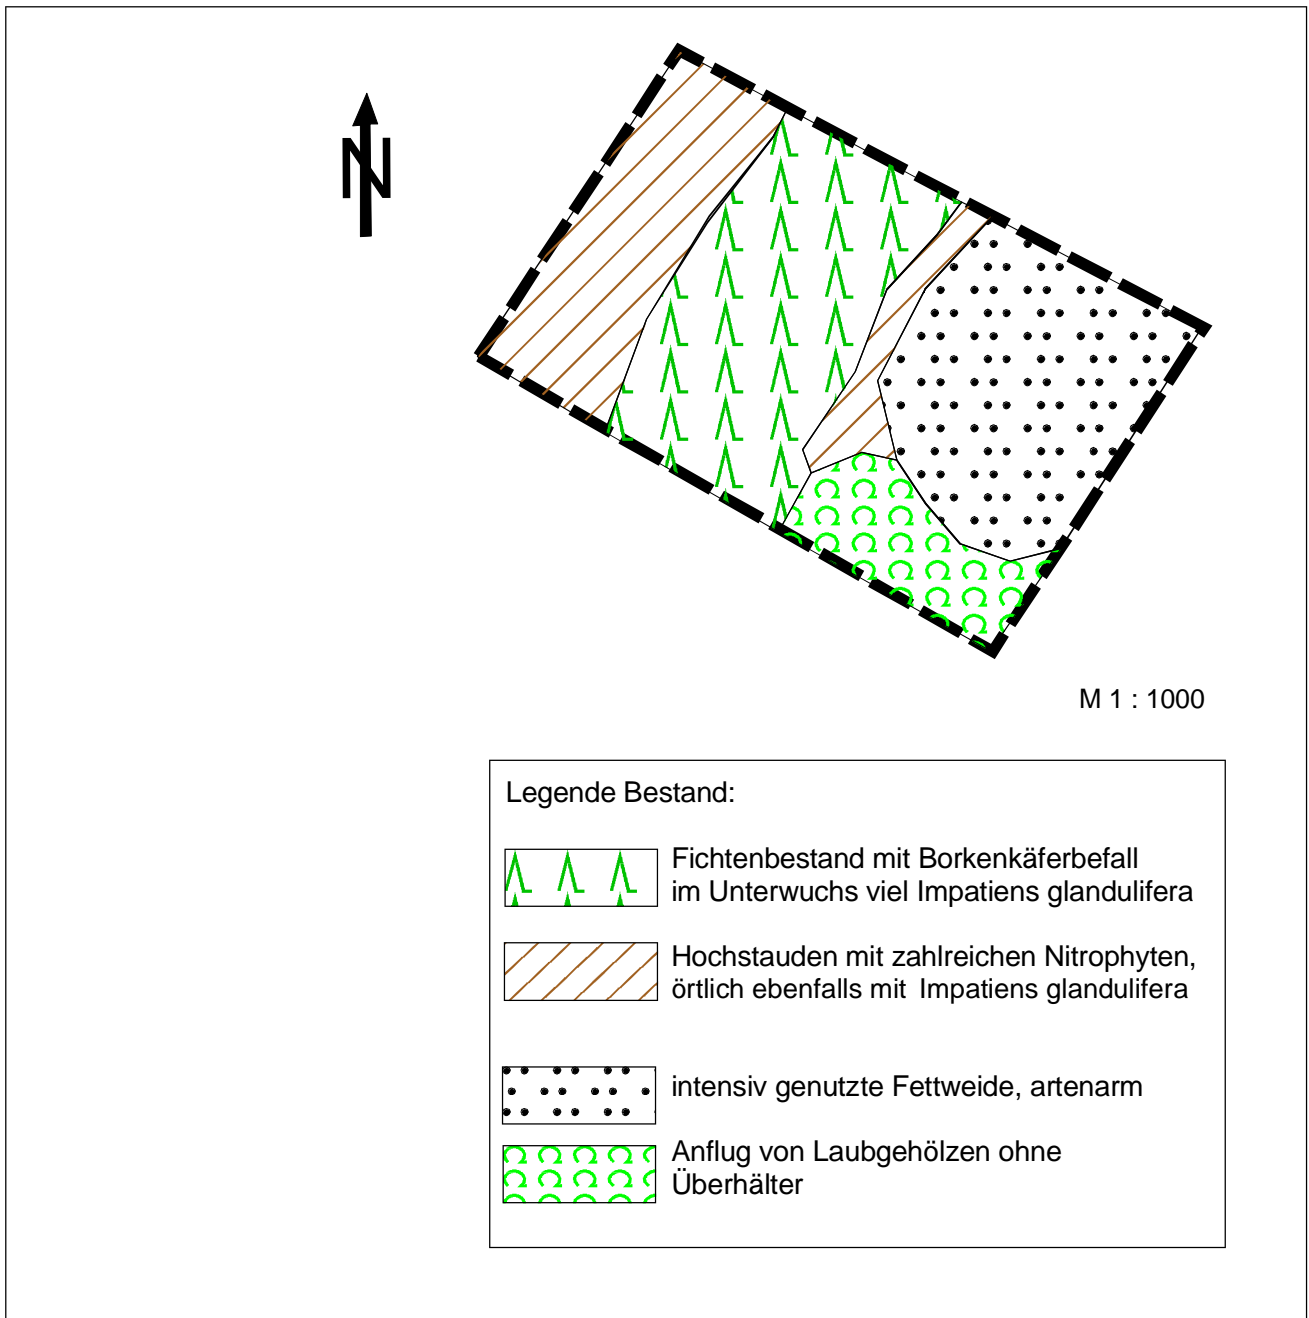 N
M 1 : 1000
Legende Bestand:
Fichtenbestand mit Borkenkäferbefall
im Unterwuchs viel Impatiens glandulifera
Hochstauden mit zahlreichen Nitrophyten,
örtlich ebenfalls mit Impatiens glandulifera
intensiv genutzte Fettweide, artenarm
Anflug von Laubgehölzen ohne
Überhälter